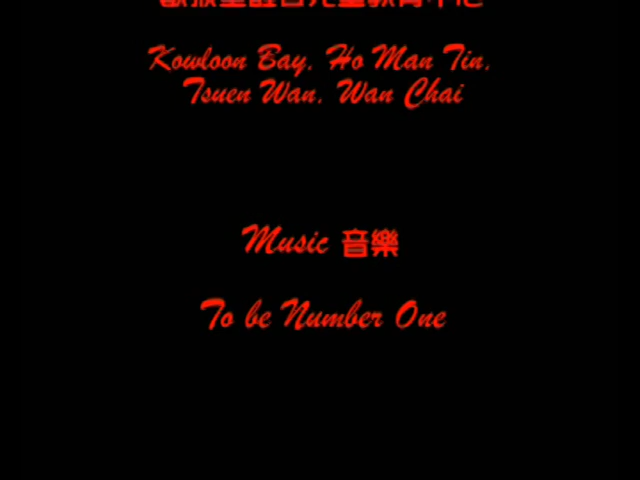 Kowloon Bay, Ho Man Tin,
Tsuen Wan, Wan Chai
Music 音樂
To be Number One